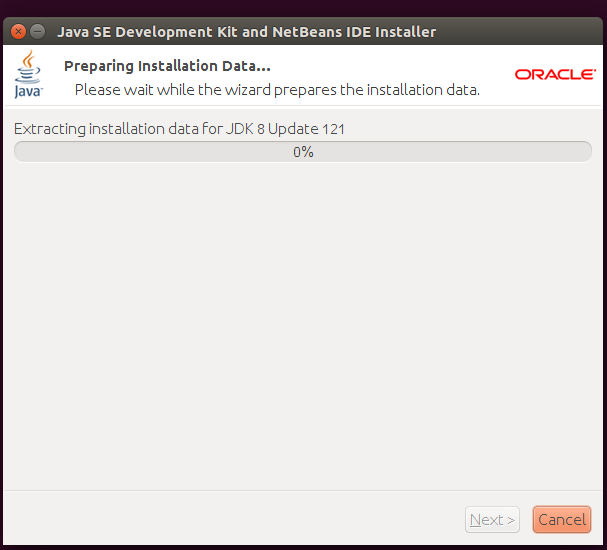 Java SE Development Kit and NetBeans IDE Installer
Java
Preparing Installation Data...
ORACLE
Please wait while the wizard prepares the installation data.
Extracting installation data for JDK 8 Update 121
0%
Next >
Cancel